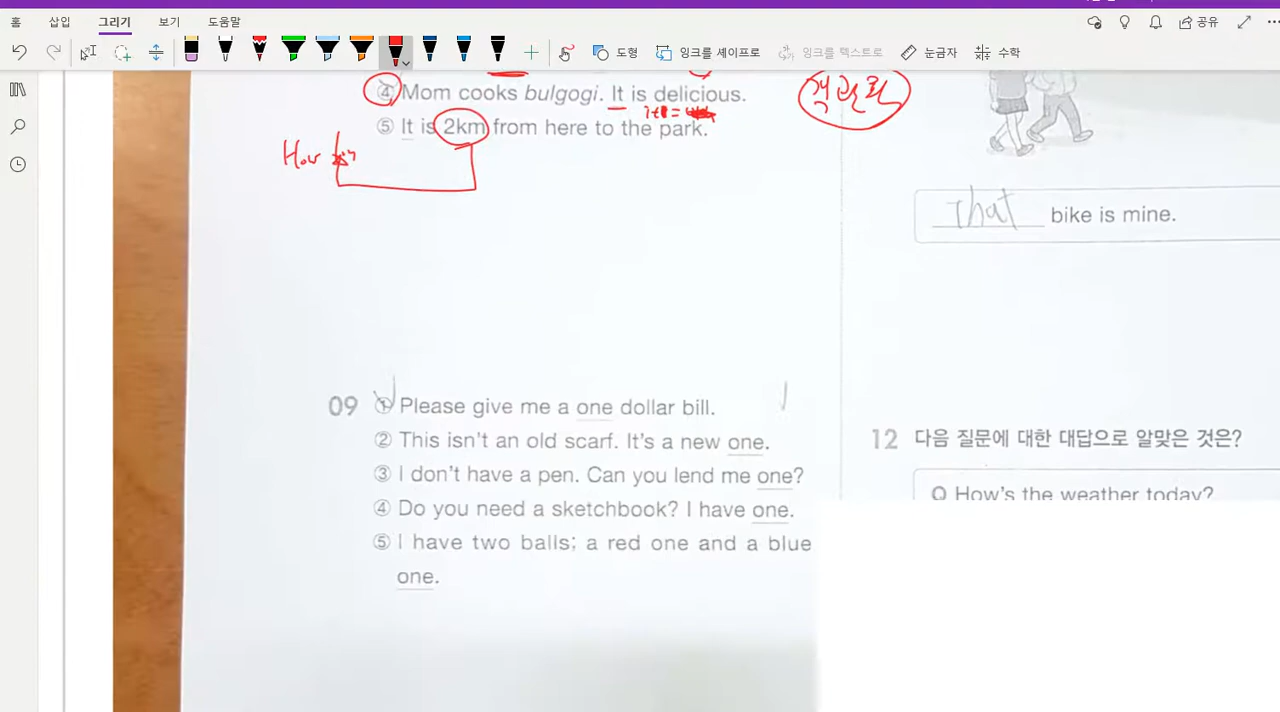 홈 삽입 그리기 보기 도움말
공유
도형 잉크를 셰이프로 잉크를 텍스트로 눈금자 수학
④ Mom cooks bulgogi. It is delicious.
⑤ It is 2km from here to the park.
How
That bike is mine.
09 ① Please give me a one dollar bill.
② This isn't an old scarf. It's a new one.
③ I don't have a pen. Can you lend me one?
④ Do you need a sketchbook? I have one.
⑤ I have two balls; a red one and a blue
one.
12 다음 질문에 대한 대답으로 알맞은 것은?
Q How's the weather today?